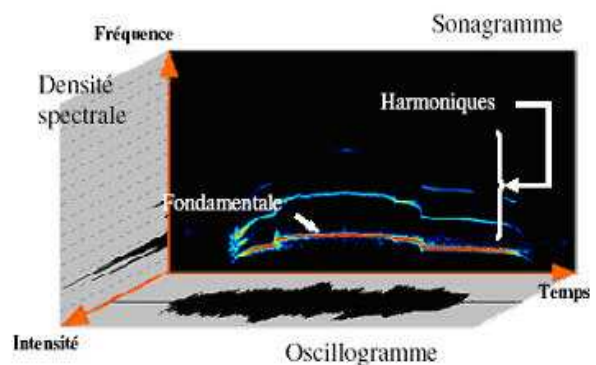 Fréquence
Sonagramme
Densité
spectrale
Harmoniques
Fondamentale
Temps
Intensité
Oscillogramme